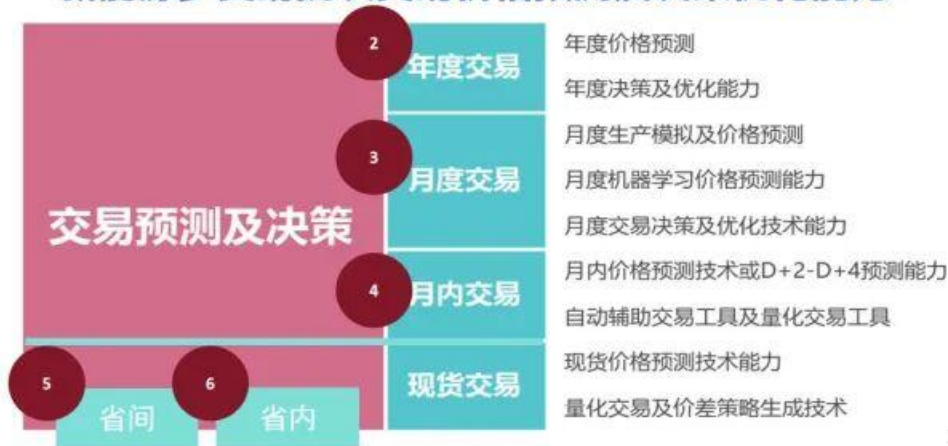 2
年度交易
年度价格预测
年度决策及优化能力
3
月度交易
月度生产模拟及价格预测
月度机器学习价格预测能力
月度交易决策及优化技术能力
交易预测及决策
4
月内交易
月内价格预测技术或D+2-D+4预测能力
自动辅助交易工具及量化交易工具
5
省间
6
省内
现货交易
现货价格预测技术能力
量化交易及价差策略生成技术